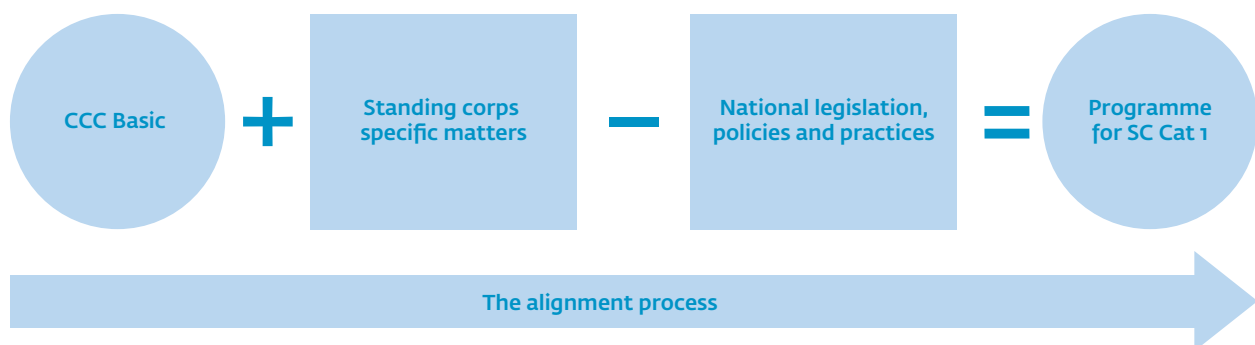 CCC Basic
+
Standing corps
specific matters
−
National legislation,
policies and practices
=
Programme
for SC Cat 1
The alignment process